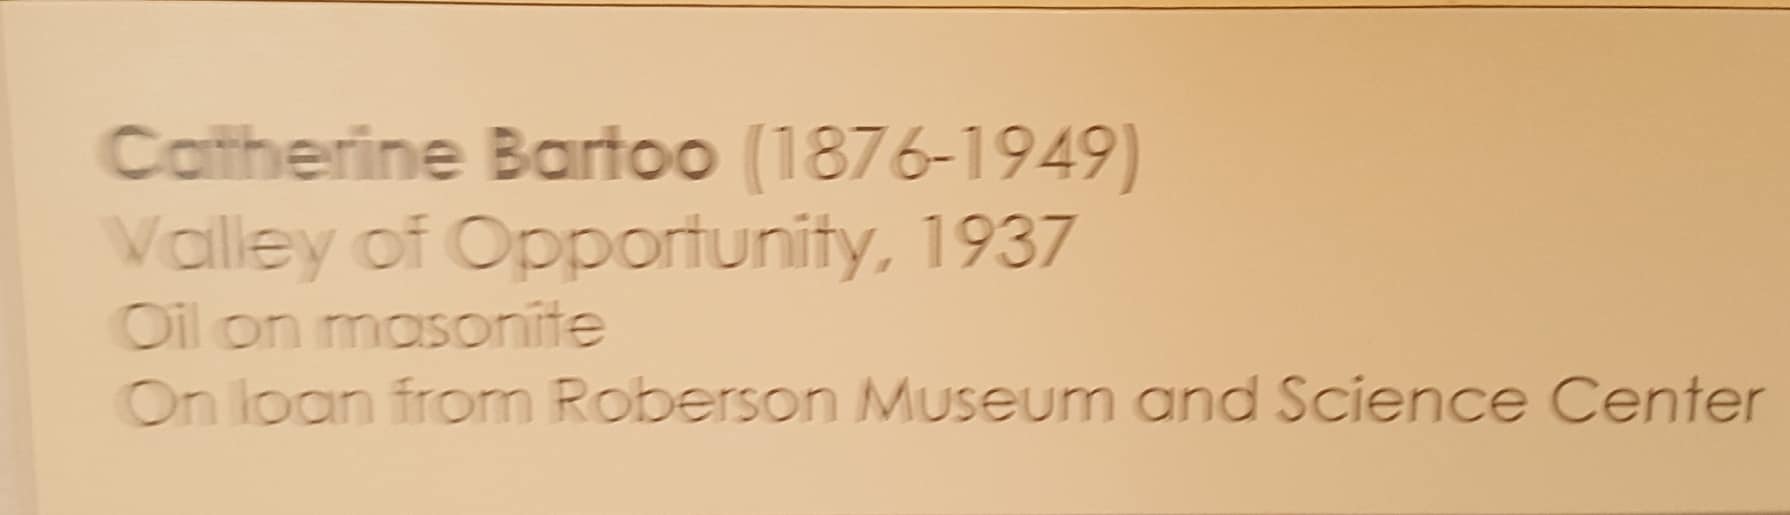 Catherine Bartoo (1876-1949)
Valley of Opportunity, 1937
Oil on masonite
On loan from Roberson Museum and Science Center